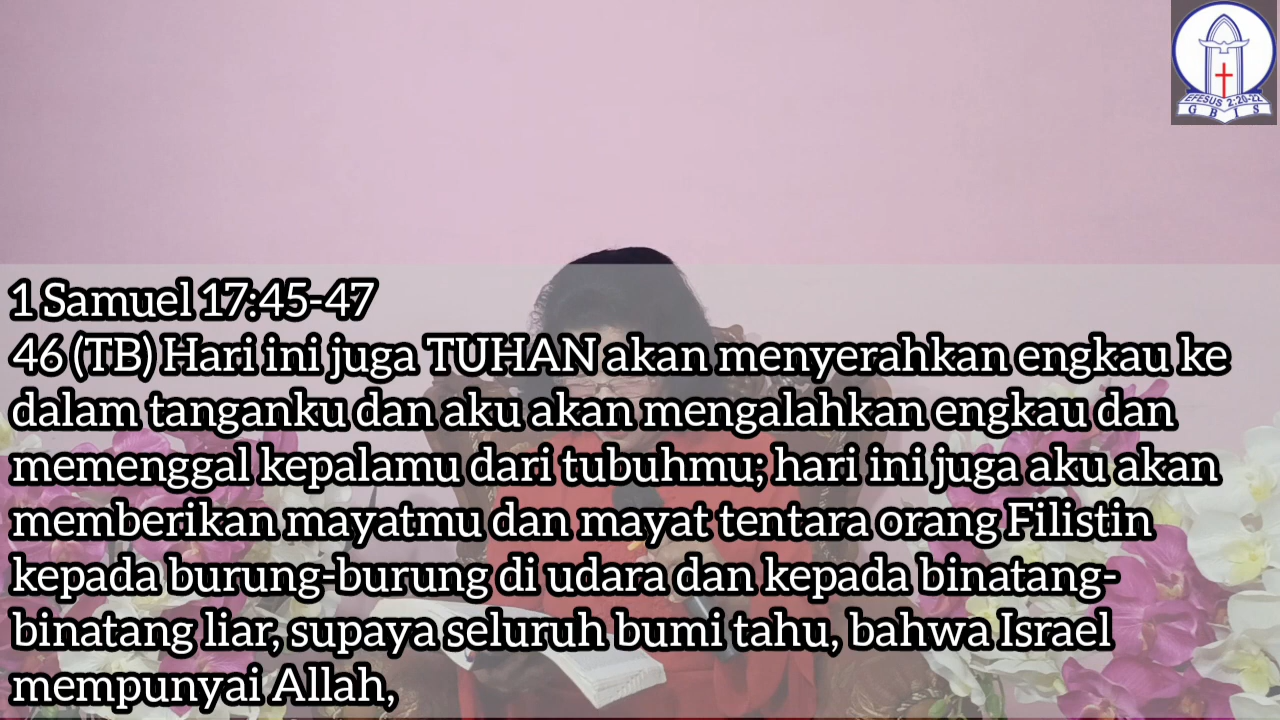 EFESUS 2:20-22
G B I S
1 Samuel 17:45-47
46 (TB) Hari ini juga TUHAN akan menyerahkan engkau ke
dalam tanganku dan aku akan mengalahkan engkau dan
memenggal kepalamu dari tubuhmu; hari ini juga aku akan
memberikan mayatmu dan mayat tentara orang Filistin
kepada burung-burung di udara dan kepada binatang-
binatang liar, supaya seluruh bumi tahu, bahwa Israel
mempunyai Allah,